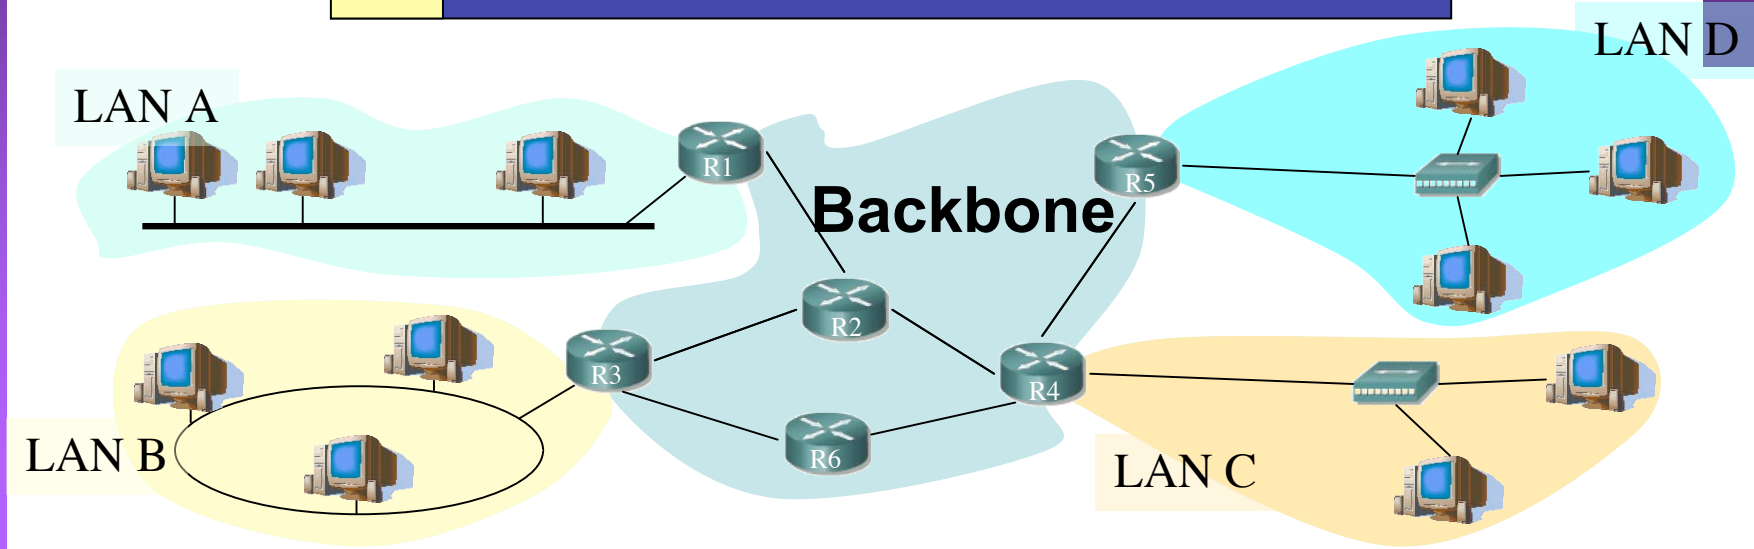 LAN D
LAN A
R1
R5
Backbone
R2
R3
R4
LAN B
R6
LAN C